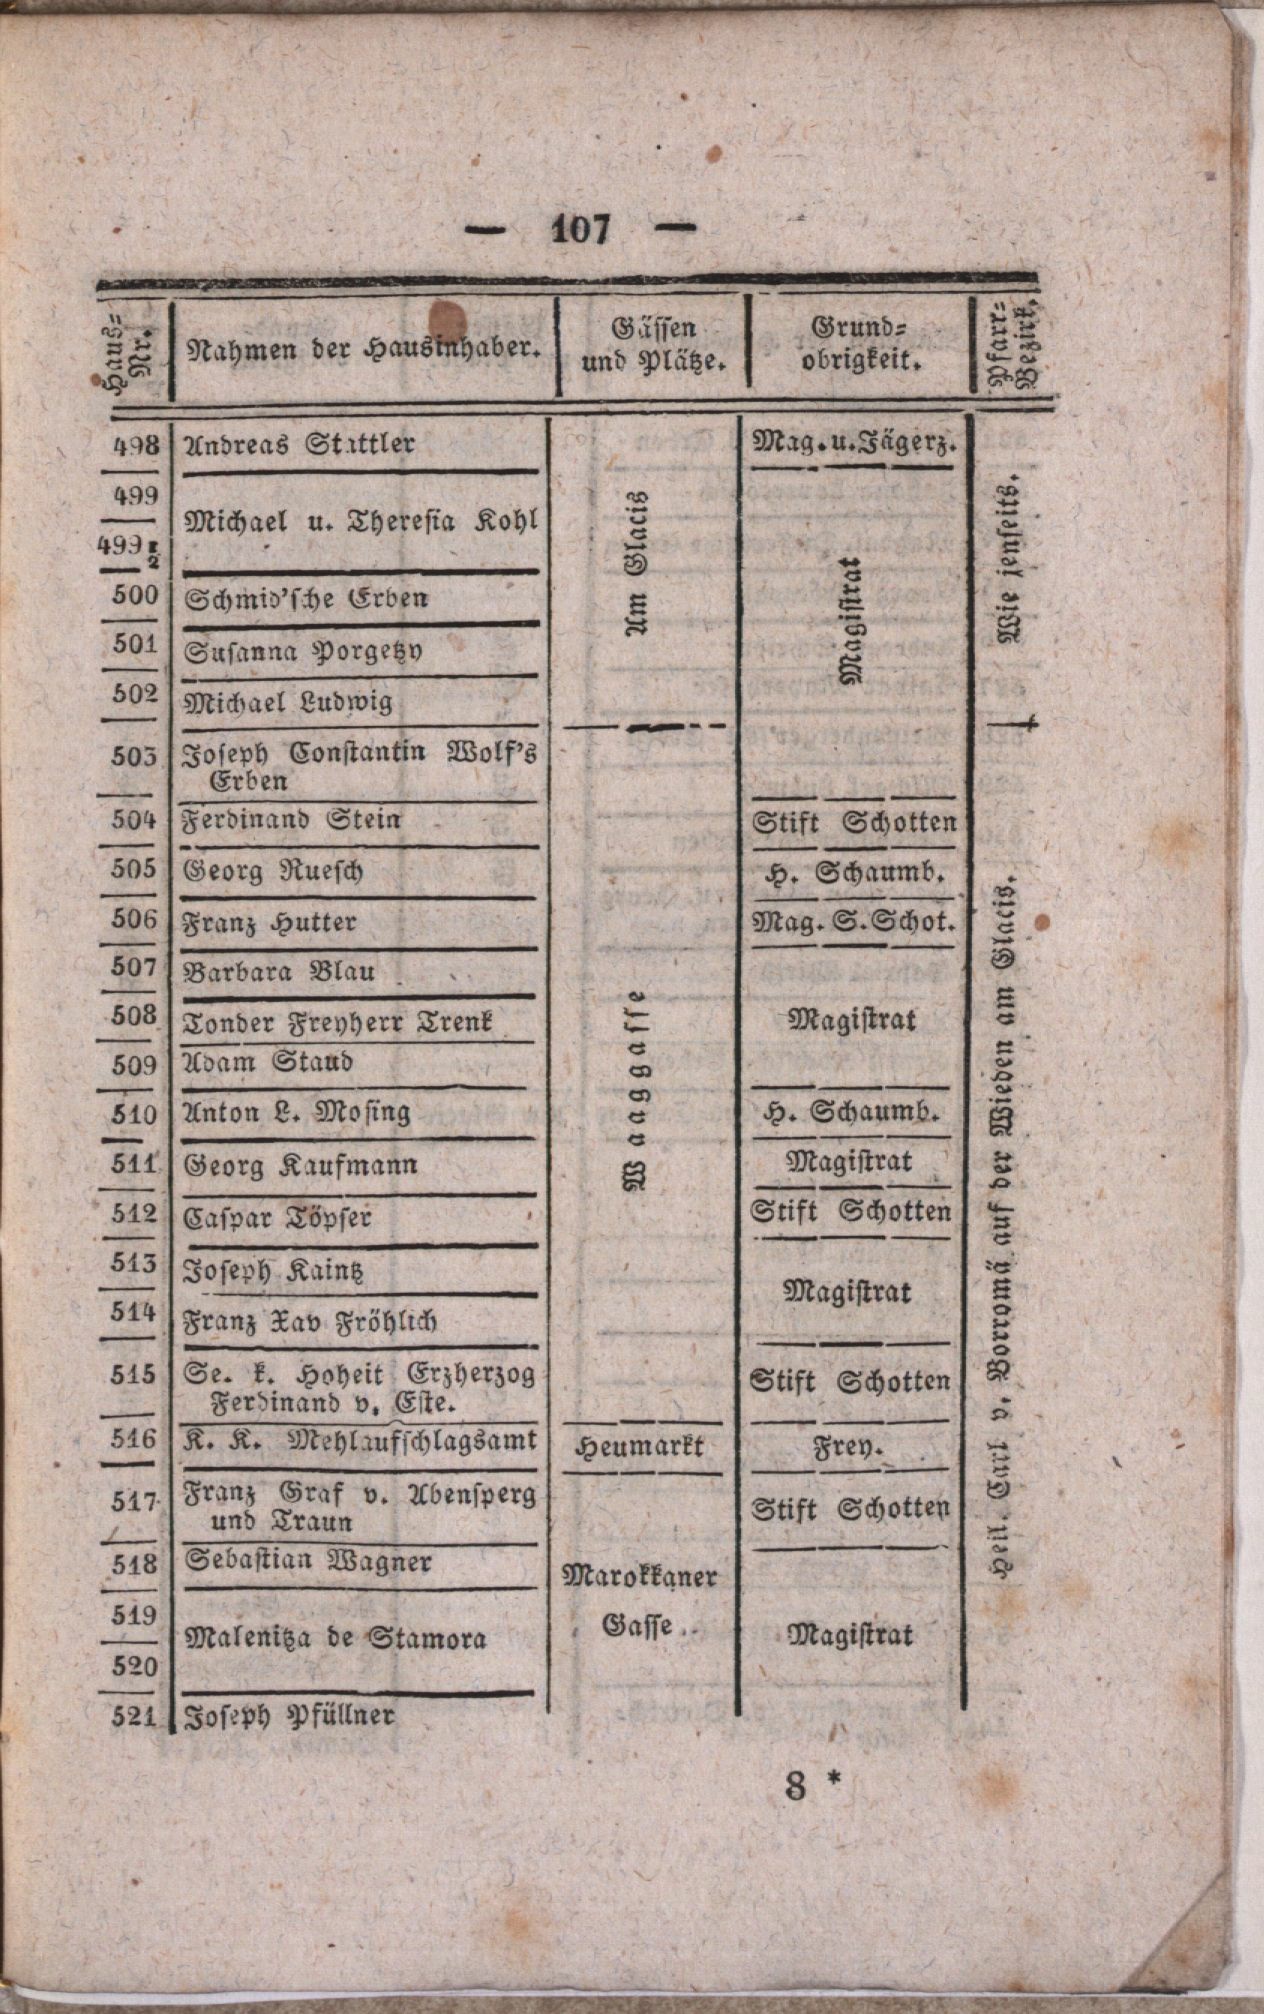 — 107 —
Haus-
Nr.
Nahmen der Hausinhaber.
Gässen
und Plätze.
Grund-
obrigkeit.
Pfarr-
Bezirk.
498 Andreas Stattler Mag. u. Jägerz.
499
Michael u. Theresia Kohl
499 1/2
Am Glacis
Magistrat
Wie jenseits.
500 Schmid'sche Erben
501 Susanna Porgetzy
502 Michael Ludwig
503 Joseph Constantin Wolf's
Erben
504 Ferdinand Stein Stift Schotten
505 Georg Ruesch H. Schaumb.
506 Franz Hutter Mag. S. Schot.
507 Barbara Blau
508 Tonder Freyherr Trenk Magistrat
509 Adam Staud
Waaggasse
Heil. Carl v. Borromä auf der Wieden am Glacis.
510 Anton L. Mosing H. Schaumb.
511 Georg Kaufmann Magistrat
512 Caspar Töpfer Stift Schotten
513 Joseph Kaintz
Magistrat
514 Franz Xav Fröhlich
515 Se. k. Hoheit Erzherzog Stift Schotten
Ferdinand v. Este.
516 K. K. Mehlaufschlagsamt Heumarkt Frey.
517 Franz Graf v. Abensperg Stift Schotten
und Traun
518 Sebastian Wagner
Marokkaner
519
Gasse
Malenitza de Stamora Magistrat
520
521 Joseph Pfüllner
8 *